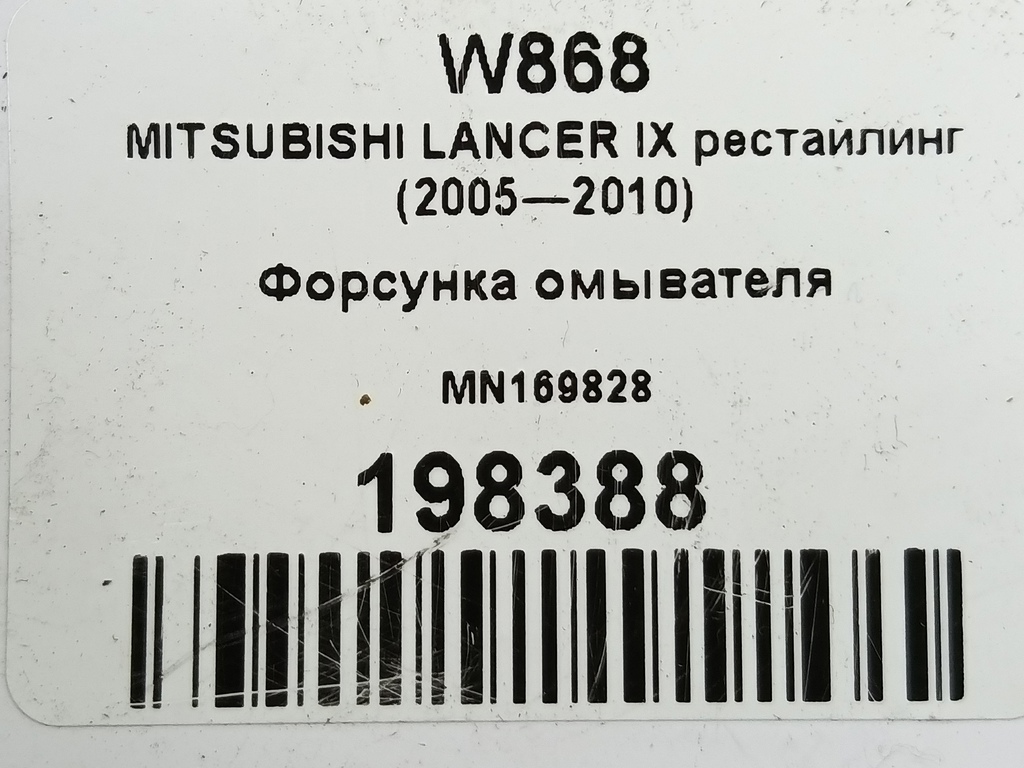 W868
MITSUBISHI LANCER IX рестайлинг
(2005—2010)
Форсунка омывателя
MN169828
198388